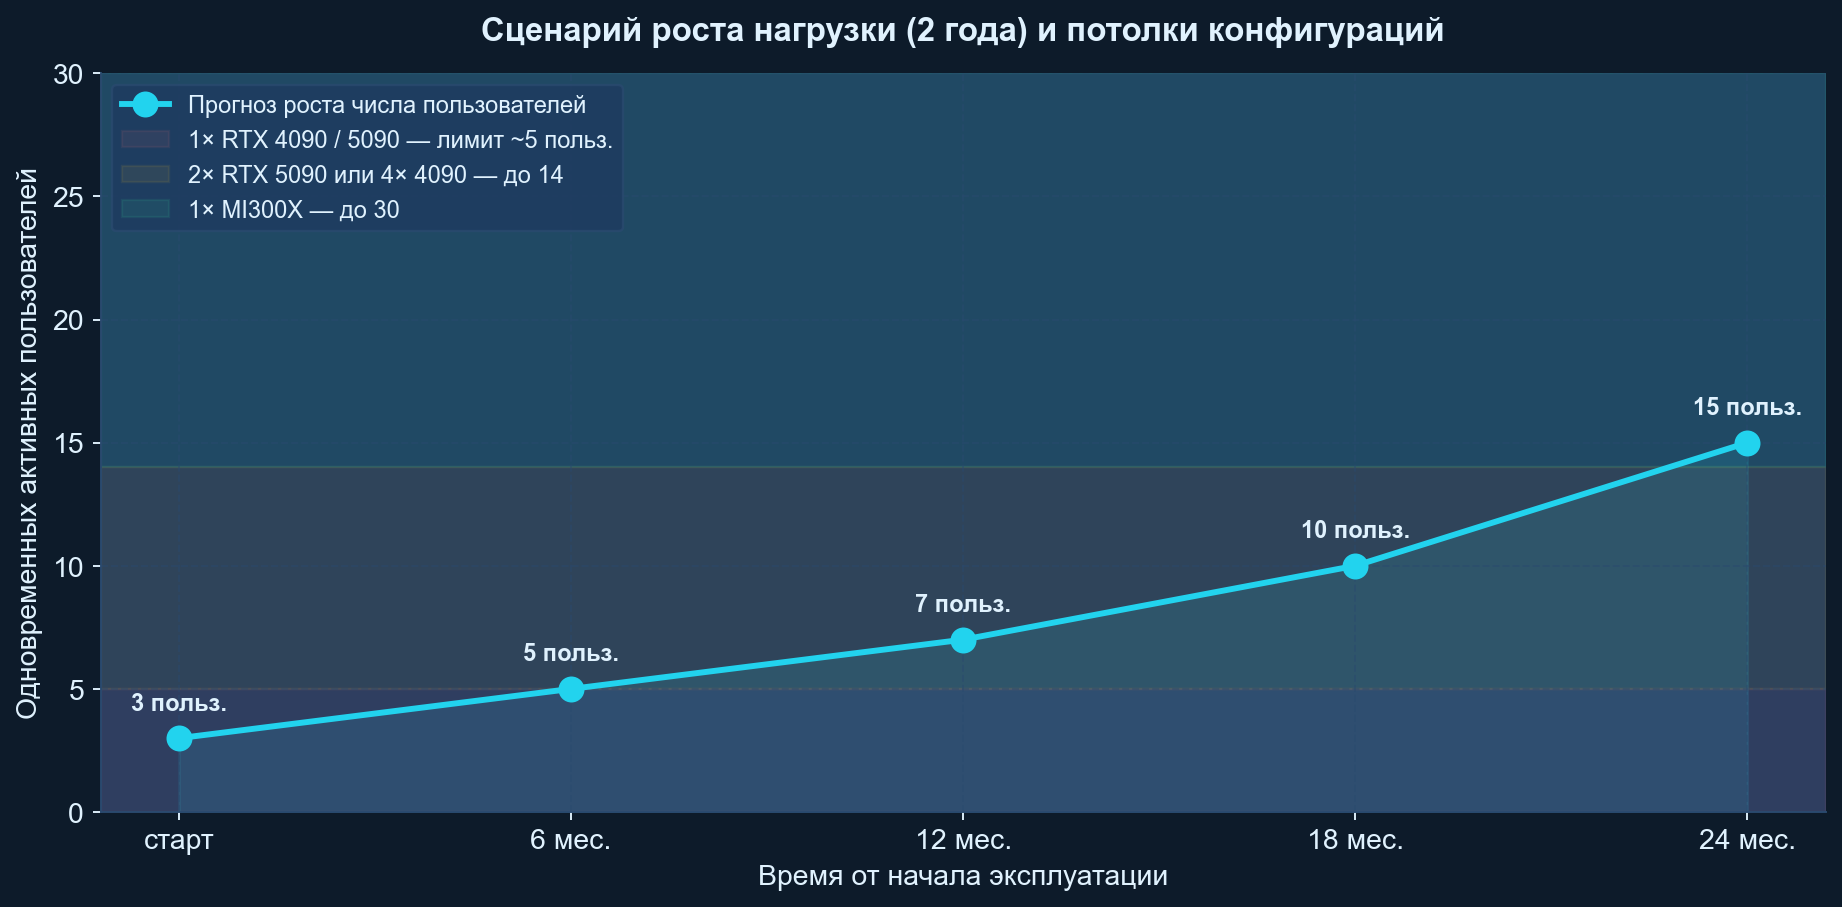 Сценарий роста нагрузки (2 года) и потолки конфигураций
Одновременных активных пользователей
30
25
20
15
10
5
0
Прогноз роста числа пользователей
1× RTX 4090 / 5090 — лимит ~5 польз.
2× RTX 5090 или 4× 4090 — до 14
1× MI300X — до 30
3 польз.
5 польз.
7 польз.
10 польз.
15 польз.
старт
6 мес.
12 мес.
18 мес.
24 мес.
Время от начала эксплуатации